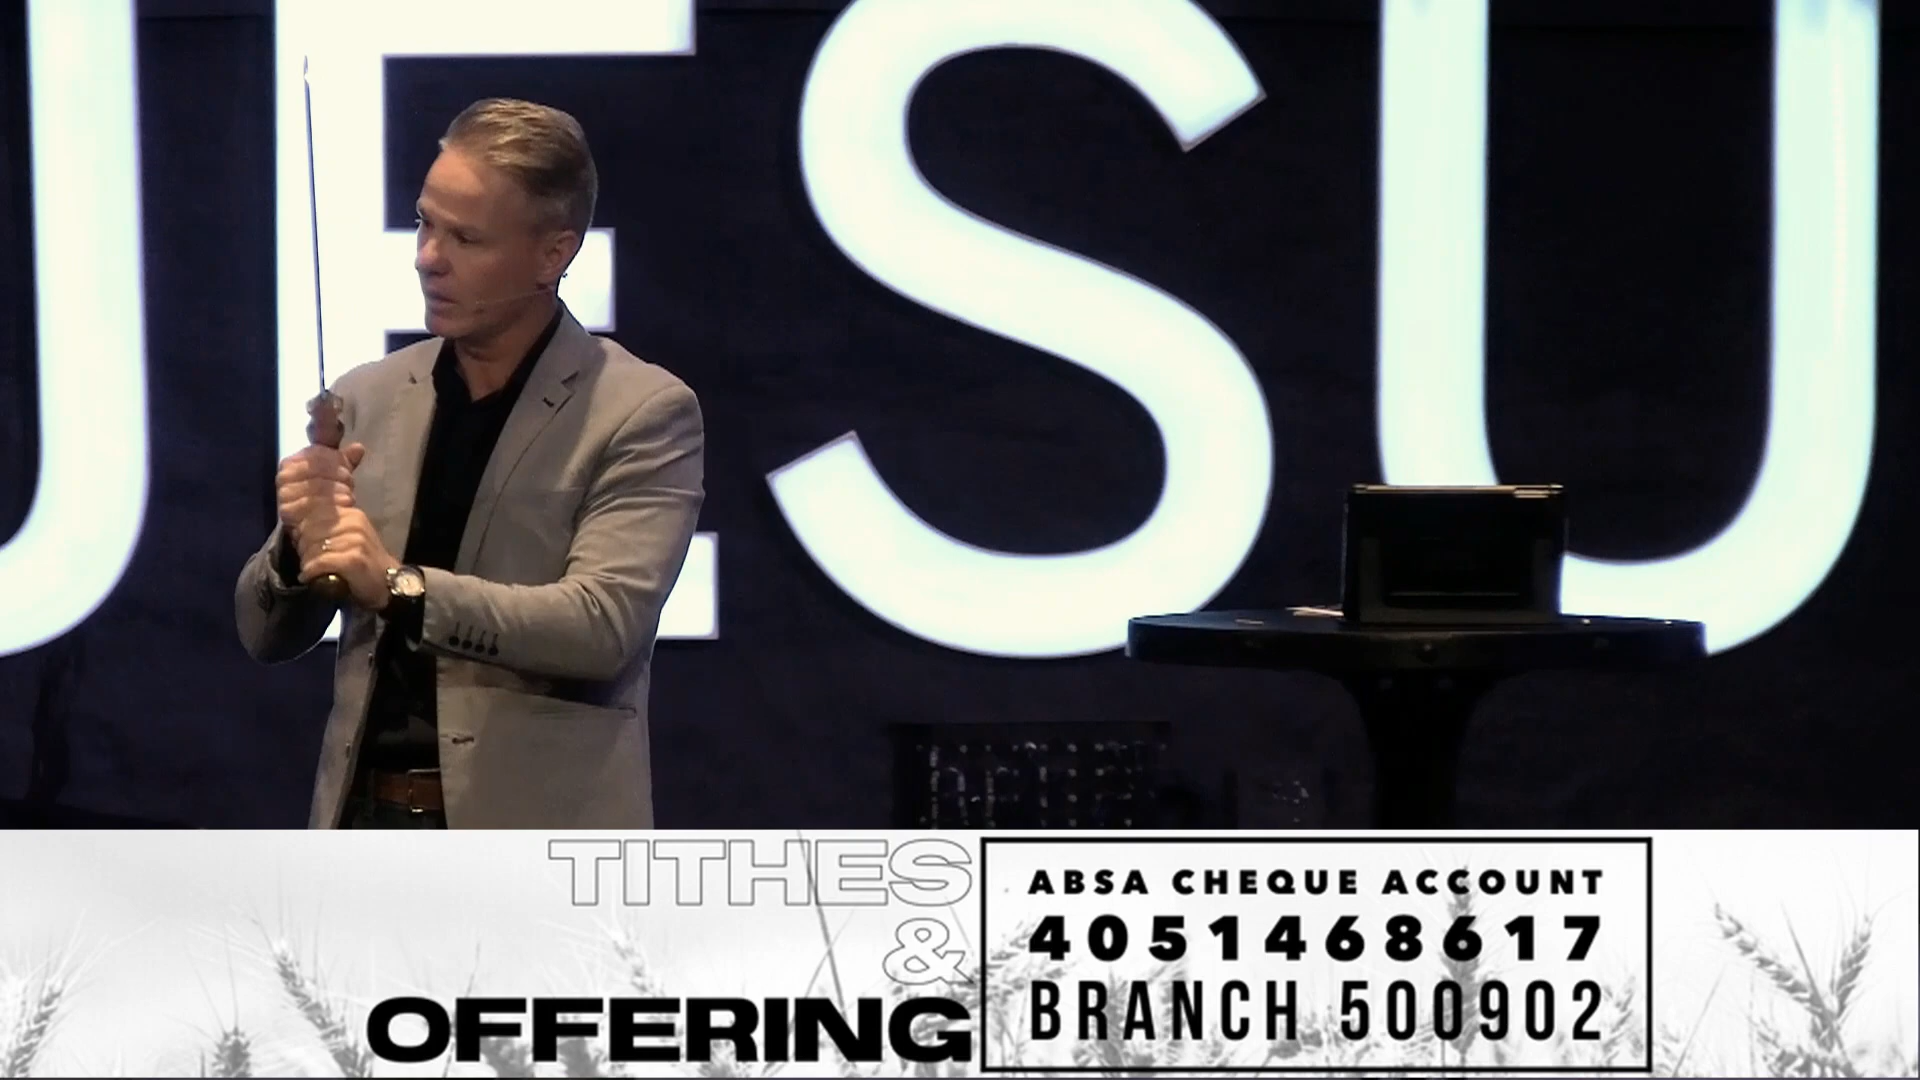 JESU
TITHES
&
OFFERING
ABSA CHEQUE ACCOUNT
4051468617
BRANCH 500902